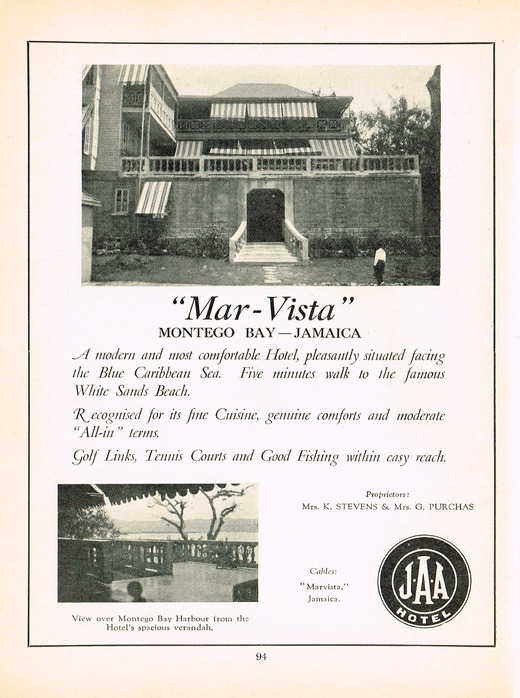 "Mar-Vista"
MONTEGO BAY—JAMAICA
A modern and most comfortable Hotel, pleasantly situated facing
the Blue Caribbean Sea. Five minutes walk to the famous
White Sands Beach.
Recognised for its fine Cuisine, genuine comforts and moderate
"All-in" terms.
Golf Links, Tennis Courts and Good Fishing within easy reach.
Proprietors:
Mrs. K. STEVENS & Mrs. G. PURCHAS
Cables:
"Marvista,"
Jamaica.
JAA
HOTEL
View over Montego Bay Harbour from the
Hotel's spacious verandah.
94